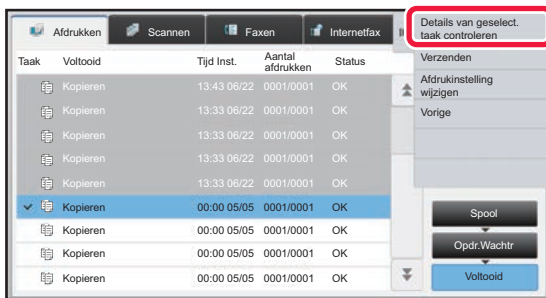 Afdrukken Scannen Faxen Internetfax
Taak Voltooid Tijd Inst. Aantal afdrukken Status
Kopieren 13:43 06/22 0001/0001 OK
Kopieren 13:33 06/22 0001/0001 OK
Kopieren 13:33 06/22 0001/0001 OK
Kopieren 13:33 06/22 0001/0001 OK
Kopieren 13:33 06/22 0001/0001 OK
Kopieren 00:00 05/05 0001/0001 OK
Kopieren 00:00 05/05 0001/0001 OK
Kopieren 00:00 05/05 0001/0001 OK
Kopieren 00:00 05/05 0001/0001 OK
Details van geselect.
taak controleren
Verzenden
Afdrukinstelling
wijzigen
Vorige
Spool
Opdr.Wachtr
Voltooid